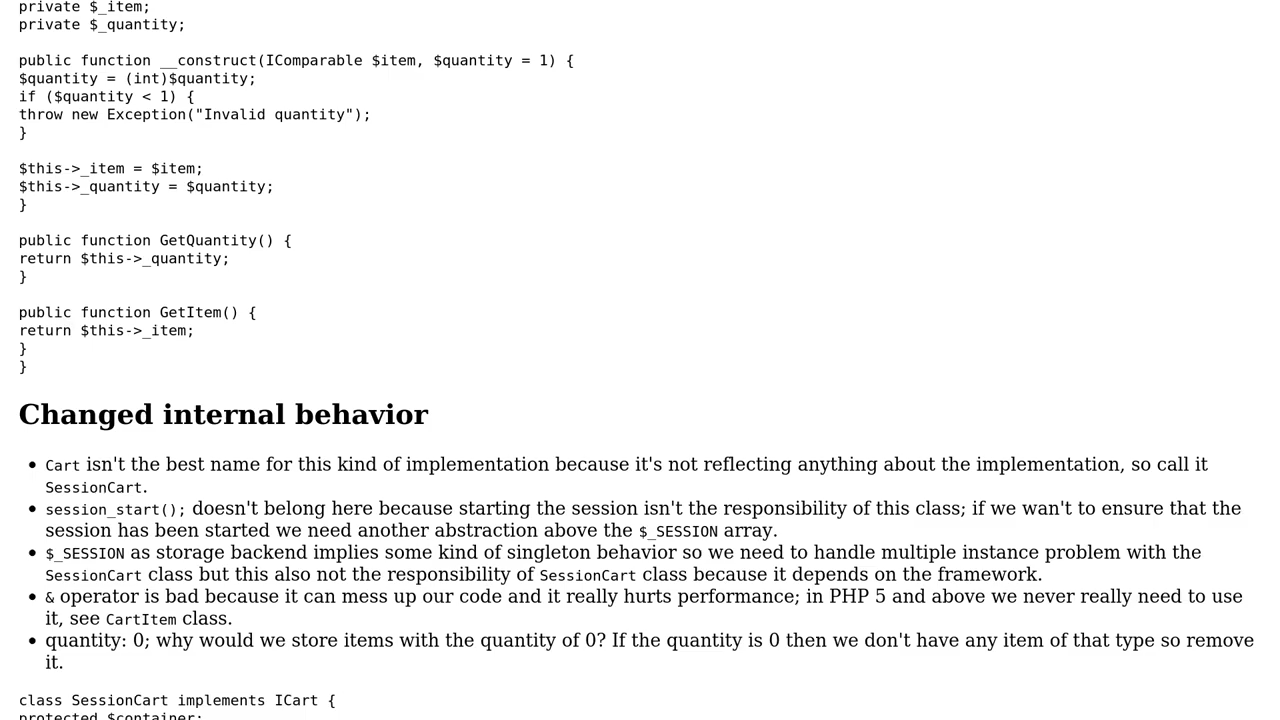 private $_item;
private $_quantity;
public function __construct(IComparable $item, $quantity = 1) {
$quantity = (int)$quantity;
if ($quantity < 1) {
throw new Exception("Invalid quantity");
}
$this->_item = $item;
$this->_quantity = $quantity;
}
public function GetQuantity() {
return $this->_quantity;
}
public function GetItem() {
return $this->_item;
}
}
Changed internal behavior
• Cart isn't the best name for this kind of implementation because it's not reflecting anything about the implementation, so call it
SessionCart.
• session_start(); doesn't belong here because starting the session isn't the responsibility of this class; if we wan't to ensure that the
session has been started we need another abstraction above the $_SESSION array.
• $_SESSION as storage backend implies some kind of singleton behavior so we need to handle multiple instance problem with the
SessionCart class but this also not the responsibility of SessionCart class because it depends on the framework.
• & operator is bad because it can mess up our code and it really hurts performance; in PHP 5 and above we never really need to use
it, see CartItem class.
• quantity: 0; why would we store items with the quantity of 0? If the quantity is 0 then we don't have any item of that type so remove
it.
class SessionCart implements ICart {
protected $container;